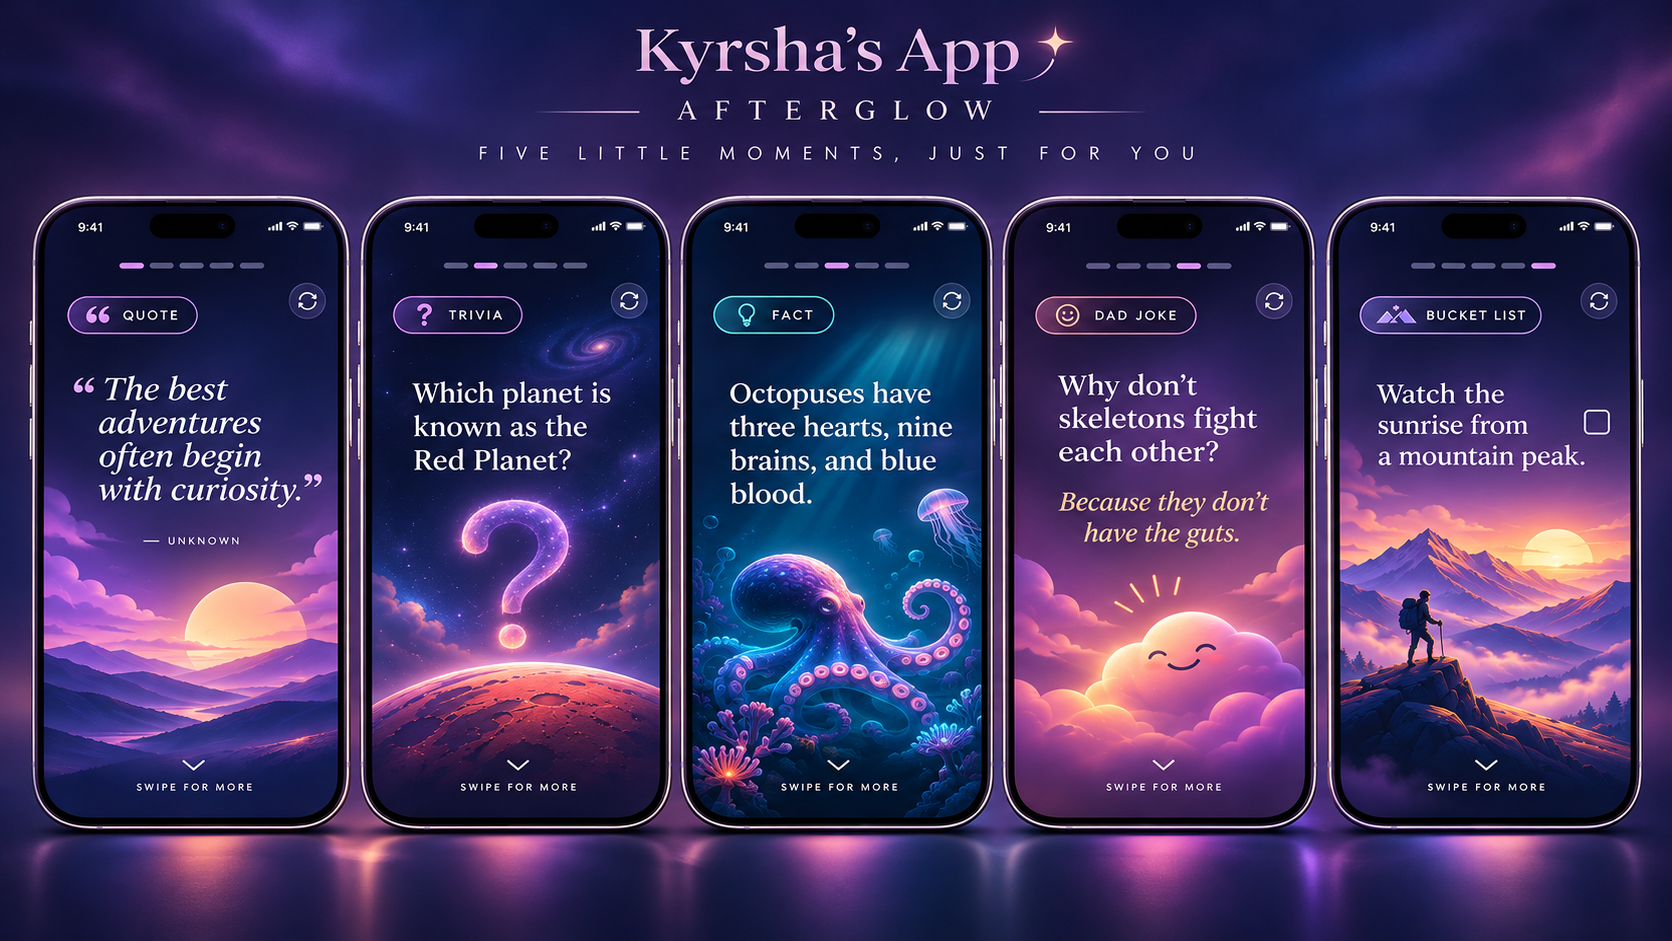 Kyrsha's App
AFTERGLOW
FIVE LITTLE MOMENTS, JUST FOR YOU
9:41
“ QUOTE
“ The best
adventures
often begin
with curiosity.”
— UNKNOWN
SWIPE FOR MORE
9:41
? TRIVIA
Which planet is
known as the
Red Planet?
?
SWIPE FOR MORE
9:41
FACT
Octopuses have
three hearts, nine
brains, and blue
blood.
SWIPE FOR MORE
9:41
DAD JOKE
Why don't
skeletons fight
each other?
Because they don't
have the guts.
SWIPE FOR MORE
9:41
BUCKET LIST
Watch the
sunrise from
a mountain peak.
SWIPE FOR MORE